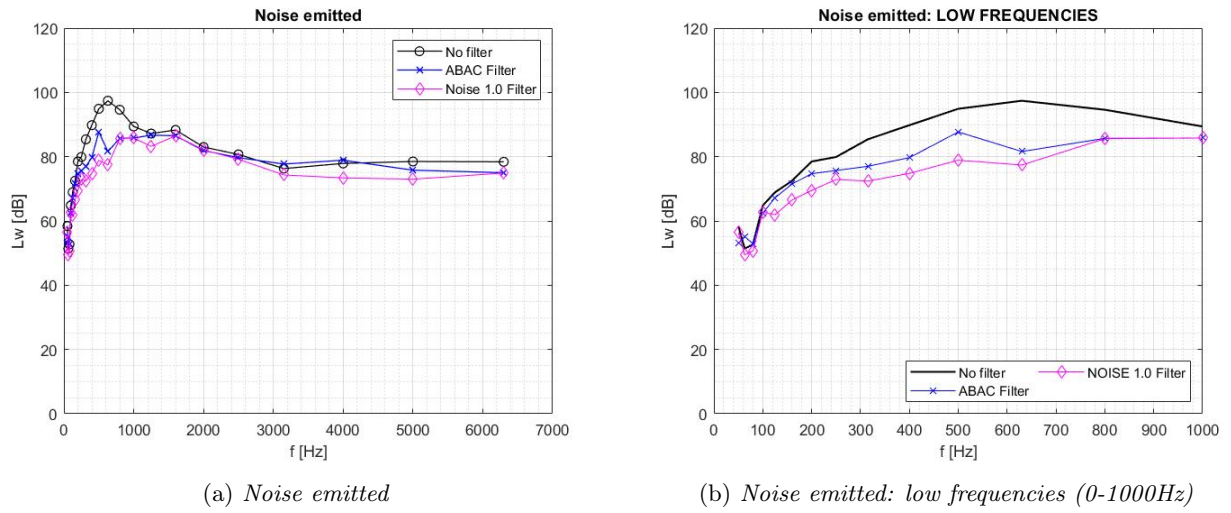 Noise emitted
120
100
80
60
40
20
0
Lw [dB]
No filter
ABAC Filter
Noise 1.0 Filter
0 1000 2000 3000 4000 5000 6000 7000
f [Hz]
(a) Noise emitted
Noise emitted: LOW FREQUENCIES
120
100
80
60
40
20
0
Lw [dB]
No filter
ABAC Filter
NOISE 1.0 Filter
0 100 200 300 400 500 600 700 800 900 1000
f [Hz]
(b) Noise emitted: low frequencies (0-1000Hz)